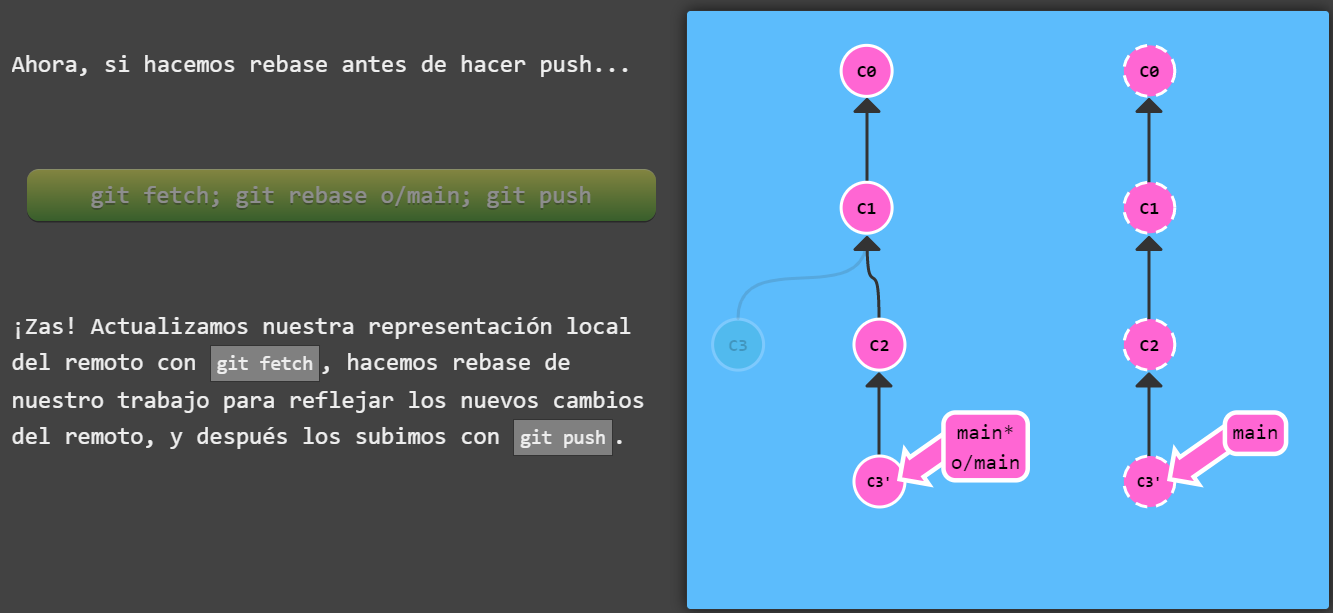 Ahora, si hacemos rebase antes de hacer push...
git fetch; git rebase o/main; git push
¡Zas! Actualizamos nuestra representación local
del remoto con git fetch, hacemos rebase de
nuestro trabajo para reflejar los nuevos cambios
del remoto, y después los subimos con git push.
C0
C1
C3
C2
main*
o/main
C3'
C0
C1
C2
main
C3'